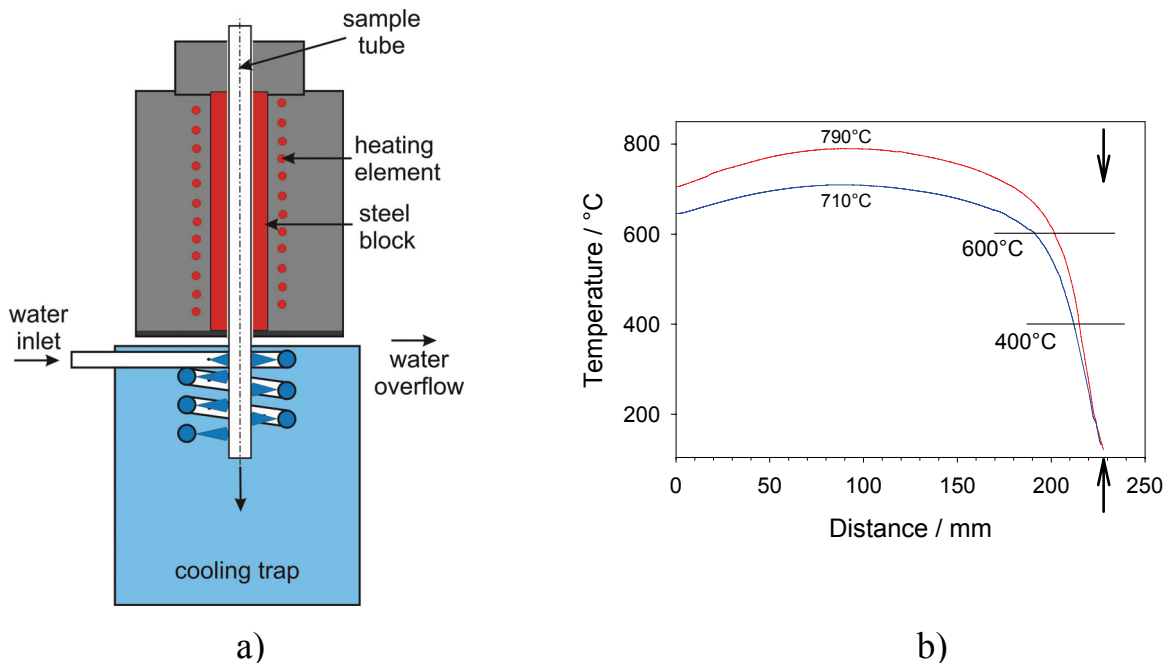 sample
tube
heating
element
steel
block
water
inlet
water
overflow
cooling trap
a)
800
600
400
200
0
50
100
150
200
250
Temperature / °C
Distance / mm
790°C
710°C
600°C
400°C
b)